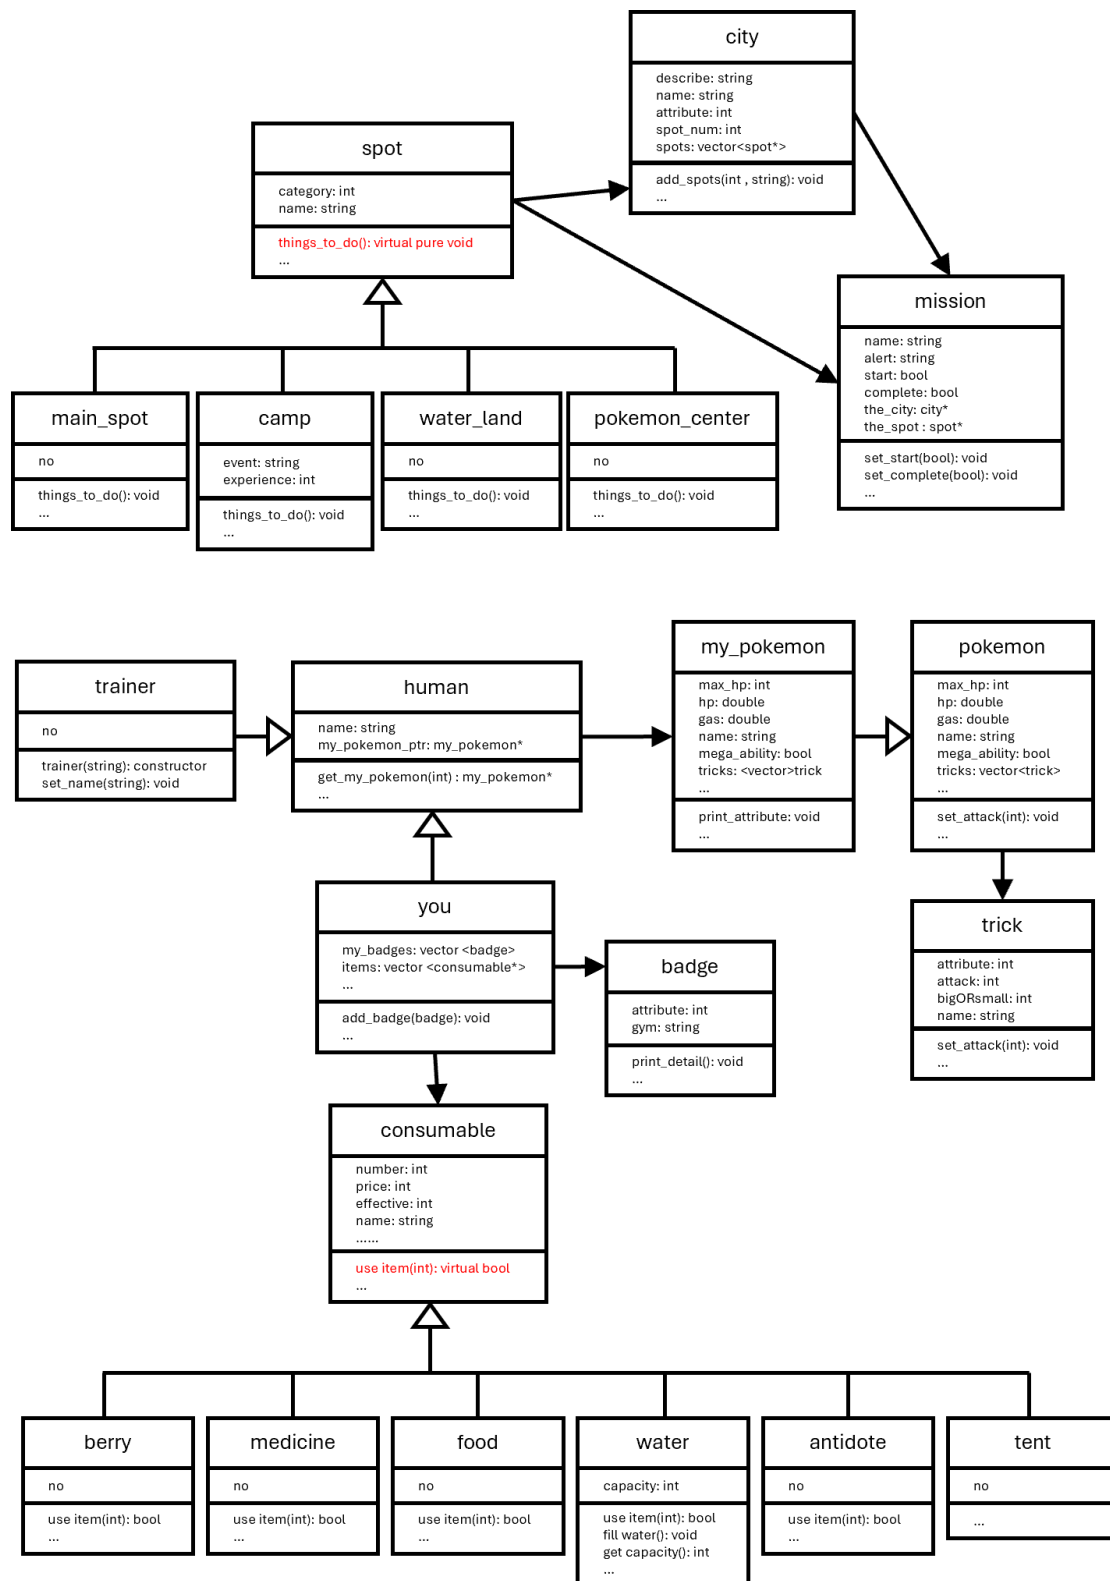 city
describe: string
name: string
attribute: int
spot_num: int
spots: vector<spot*>
add_spots(int , string): void
...
spot
category: int
name: string
things_to_do(): virtual pure void
...
mission
name: string
alert: string
start: bool
complete: bool
the_city: city*
the_spot : spot*
set_start(bool): void
set_complete(bool): void
...
main_spot
no
things_to_do(): void
...
camp
event: string
experience: int
things_to_do(): void
...
water_land
no
things_to_do(): void
...
pokemon_center
no
things_to_do(): void
...
trainer
no
trainer(string): constructor
set_name(string): void
human
name: string
my_pokemon_ptr: my_pokemon*
get_my_pokemon(int) : my_pokemon*
...
my_pokemon
max_hp: int
hp: double
gas: double
name: string
mega_ability: bool
tricks: <vector>trick
...
print_attribute: void
...
pokemon
max_hp: int
hp: double
gas: double
name: string
mega_ability: bool
tricks: vector<trick>
...
set_attack(int): void
...
you
my_badges: vector <badge>
items: vector <consumable*>
...
add_badge(badge): void
...
badge
attribute: int
gym: string
print_detail(): void
...
trick
attribute: int
attack: int
bigORsmall: int
name: string
set_attack(int): void
...
consumable
number: int
price: int
effective: int
name: string
......
use item(int): virtual bool
...
berry
no
use item(int): bool
...
medicine
no
use item(int): bool
...
food
no
use item(int): bool
...
water
capacity: int
use item(int): bool
fill water(): void
get capacity(): int
...
antidote
no
use item(int): bool
...
tent
no
...